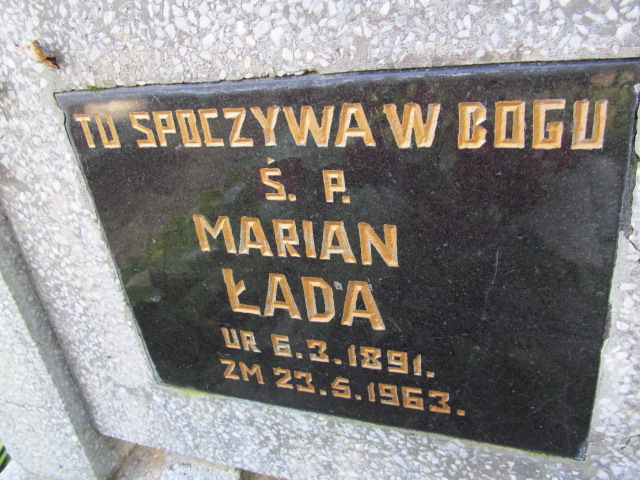 TU SPOCZYWA W BOGU
Ś. P.
MARIAN
ŁADA
UR 6.3.1891.
ZM 23.5.1963.